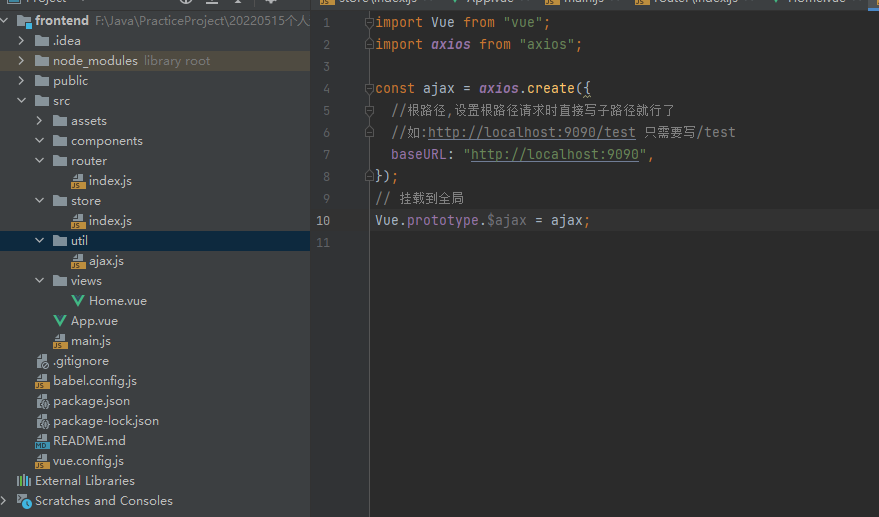 Project
store\index.js
App.vue
main.js
router\index.js
Home.vue
frontend F:\Java\PracticeProject\20220515个人
.idea
node_modules library root
public
src
assets
components
router
index.js
store
index.js
util
ajax.js
views
Home.vue
App.vue
main.js
.gitignore
babel.config.js
package.json
package-lock.json
README.md
vue.config.js
External Libraries
Scratches and Consoles
1 import Vue from "vue";
2 import axios from "axios";
3
4 const ajax = axios.create({
5 //根路径,设置根路径请求时直接写子路径就行了
6 //如:http://localhost:9090/test 只需要写/test
7 baseURL: "http://localhost:9090",
8 });
9 // 挂载到全局
10 Vue.prototype.$ajax = ajax;
11